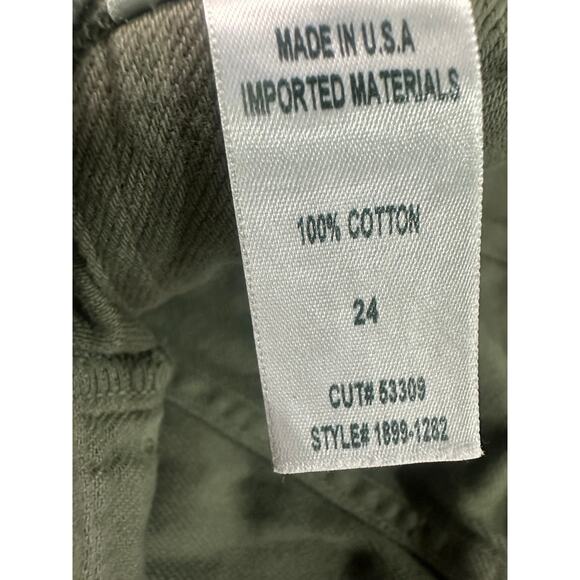 MADE IN U.S.A
IMPORTED MATERIALS
100% COTTON
24
CUT# 53309
STYLE# 1899-1282